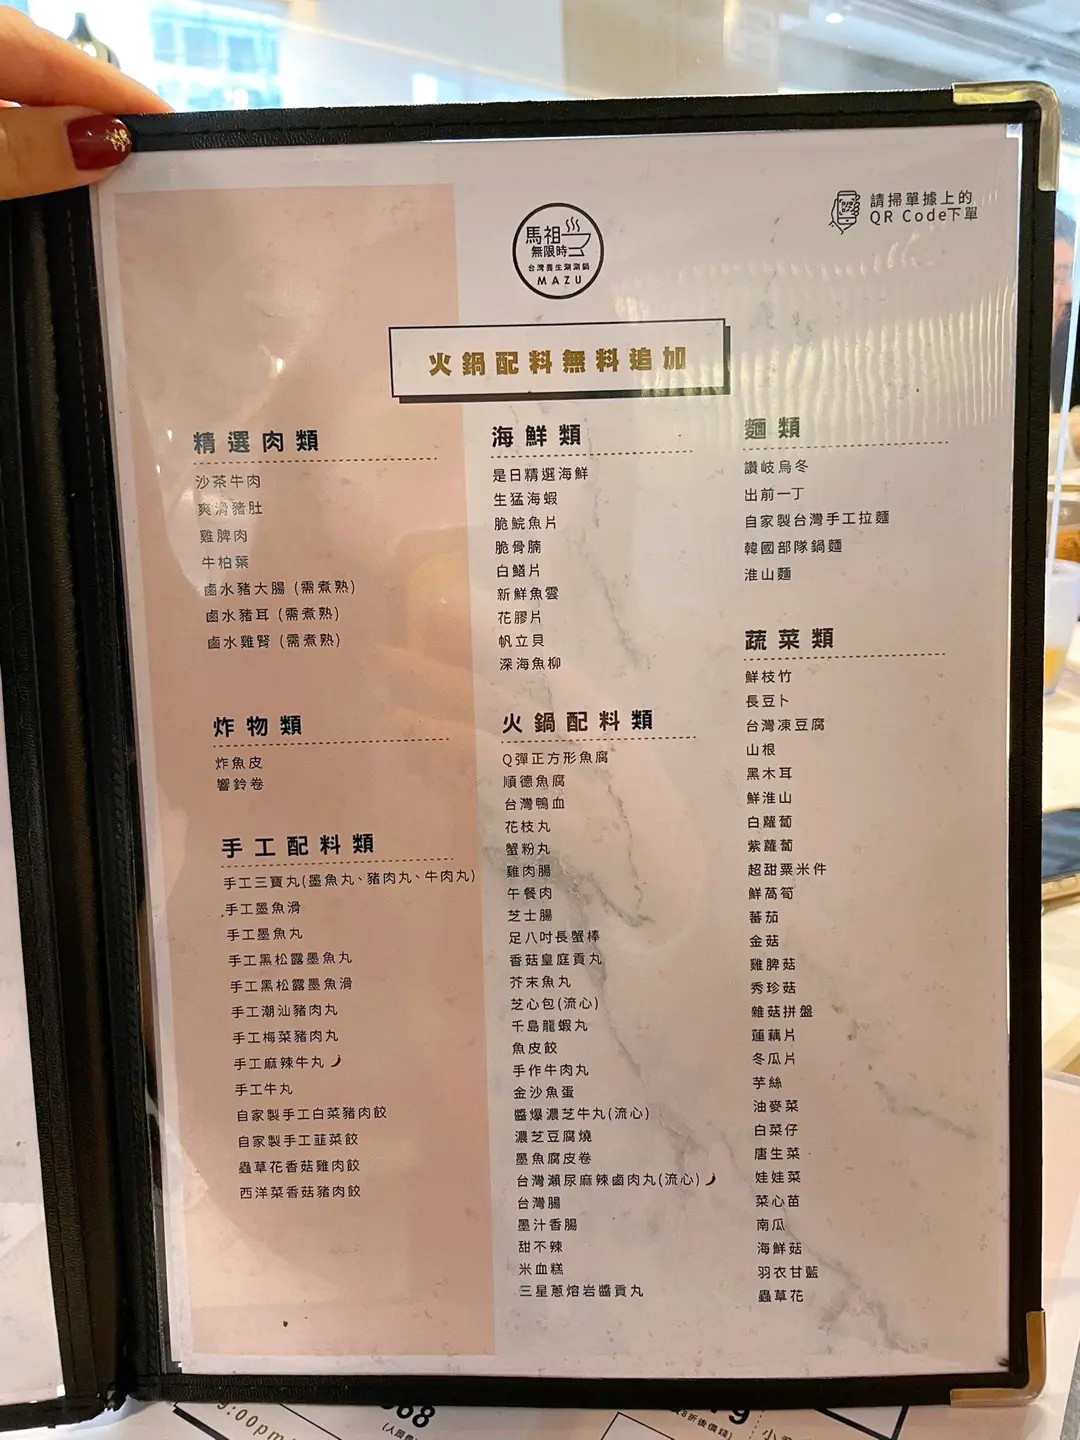 馬祖
無限時
台灣養生涮涮鍋
MAZU
請掃單據上的
QR Code下單
火鍋配料無料追加
精選肉類
沙茶牛肉
爽滑豬肚
雞脾肉
牛柏葉
鹵水豬大腸 (需煮熟)
鹵水豬耳 (需煮熟)
鹵水雞腎 (需煮熟)
炸物類
炸魚皮
響鈴卷
手工配料類
手工三寶丸(墨魚丸、豬肉丸、牛肉丸)
手工墨魚滑
手工墨魚丸
手工黑松露墨魚丸
手工黑松露墨魚滑
手工潮汕豬肉丸
手工梅菜豬肉丸
手工麻辣牛丸
手工牛丸
自家製手工白菜豬肉餃
自家製手工韮菜餃
蟲草花香菇雞肉餃
西洋菜香菇豬肉餃
海鮮類
是日精選海鮮
生猛海蝦
脆鯇魚片
脆骨腩
白鱔片
新鮮魚雲
花膠片
帆立貝
深海魚柳
火鍋配料類
Q彈正方形魚腐
順德魚腐
台灣鴨血
花枝丸
蟹粉丸
雞肉腸
午餐肉
芝士腸
足八吋長蟹棒
香菇皇庭貢丸
芥末魚丸
芝心包(流心)
千島龍蝦丸
魚皮餃
手作牛肉丸
金沙魚蛋
醬爆濃芝牛丸(流心)
濃芝豆腐燒
墨魚腐皮卷
台灣瀨尿麻辣鹵肉丸(流心)
台灣腸
墨汁香腸
甜不辣
米血糕
三星蔥熔岩醬貢丸
麵類
讚岐烏冬
出前一丁
自家製台灣手工拉麵
韓國部隊鍋麵
淮山麵
蔬菜類
鮮枝竹
長豆卜
台灣凍豆腐
山根
黑木耳
鮮淮山
白蘿蔔
紫蘿蔔
超甜粟米件
鮮萵筍
蕃茄
金菇
雞脾菇
秀珍菇
雜菇拼盤
蓮藕片
冬瓜片
芋絲
油麥菜
白菜仔
唐生菜
娃娃菜
菜心苗
南瓜
海鮮菇
羽衣甘藍
蟲草花